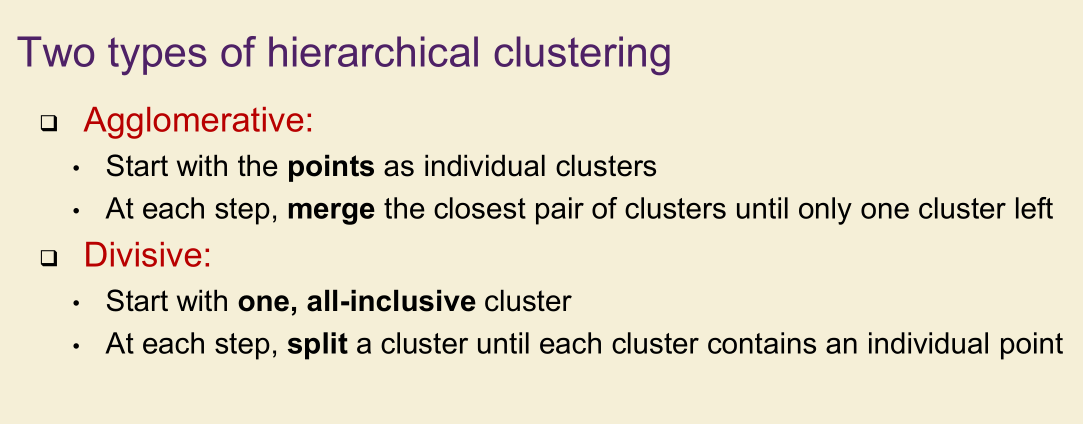 Two types of hierarchical clustering
❑ Agglomerative:
• Start with the points as individual clusters
• At each step, merge the closest pair of clusters until only one cluster left
❑ Divisive:
• Start with one, all-inclusive cluster
• At each step, split a cluster until each cluster contains an individual point